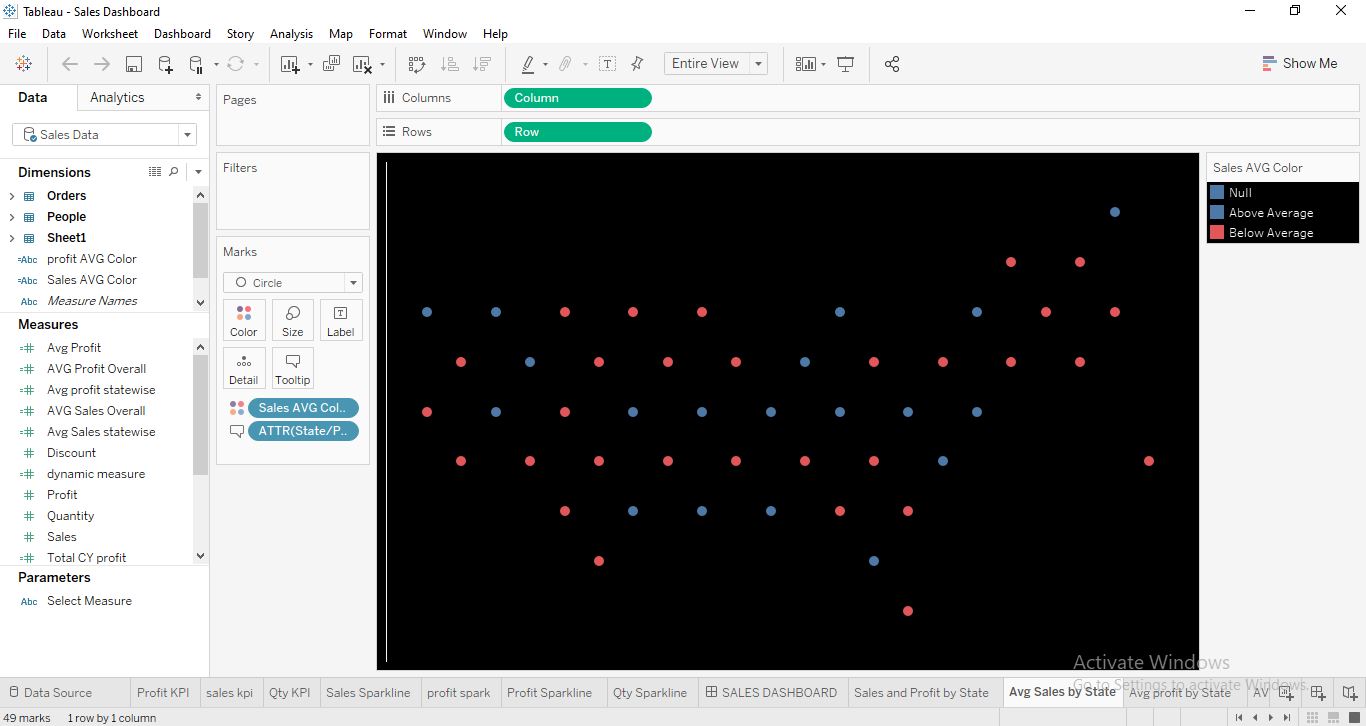 Tableau - Sales Dashboard
File Data Worksheet Dashboard Story Analysis Map Format Window Help
Entire View
Show Me
Data Analytics
Sales Data
Dimensions
Orders
People
Sheet1
=Abc profit AVG Color
=Abc Sales AVG Color
Abc Measure Names
Measures
Avg Profit
AVG Profit Overall
Avg profit statewise
AVG Sales Overall
Avg Sales statewise
Discount
dynamic measure
Profit
Quantity
Sales
Total CY profit
Parameters
Abc Select Measure
Pages
Filters
Marks
Circle
Color Size Label
Detail Tooltip
Sales AVG Col..
ATTR(State/P..
Columns Column
Rows Row
Sales AVG Color
Null
Above Average
Below Average
Activate Windows
Go to Settings to activate Windows.
Data Source Profit KPI sales kpi Qty KPI Sales Sparkline profit spark Profit Sparkline Qty Sparkline SALES DASHBOARD Sales and Profit by State Avg Sales by State Avg profit by State AV
49 marks 1 row by 1 column